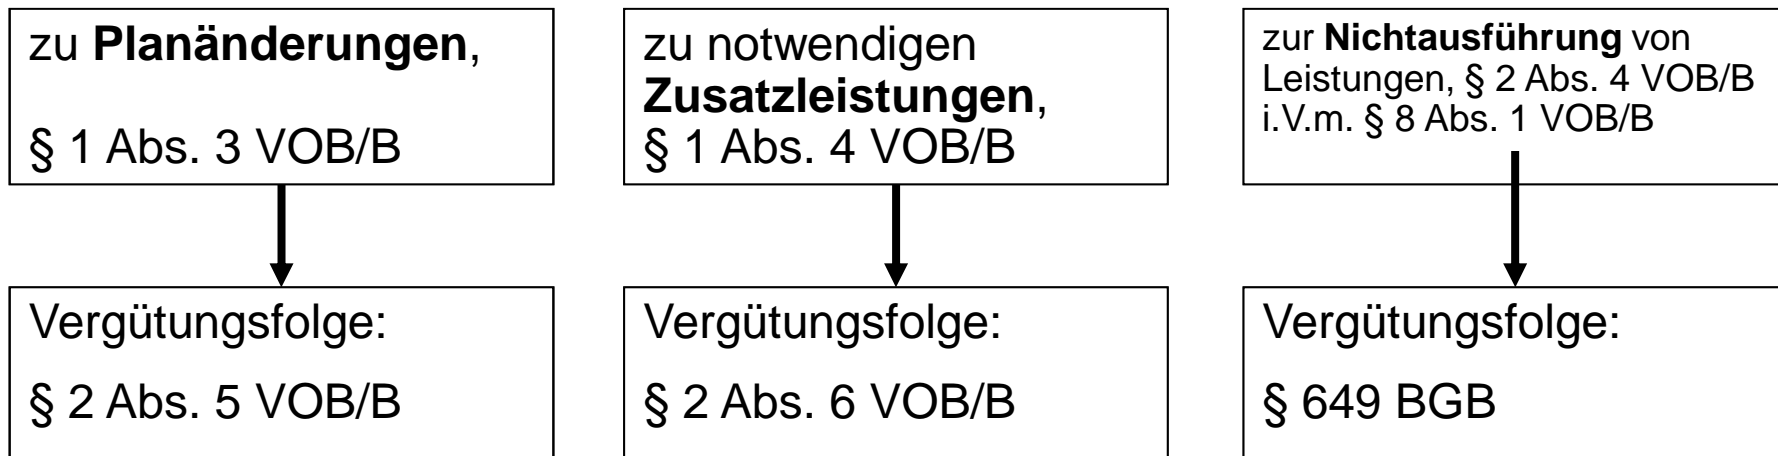 zu Planänderungen,
§ 1 Abs. 3 VOB/B
zu notwendigen
Zusatzleistungen,
§ 1 Abs. 4 VOB/B
zur Nichtausführung von
Leistungen, § 2 Abs. 4 VOB/B
i.V.m. § 8 Abs. 1 VOB/B
Vergütungsfolge:
§ 2 Abs. 5 VOB/B
Vergütungsfolge:
§ 2 Abs. 6 VOB/B
Vergütungsfolge:
§ 649 BGB